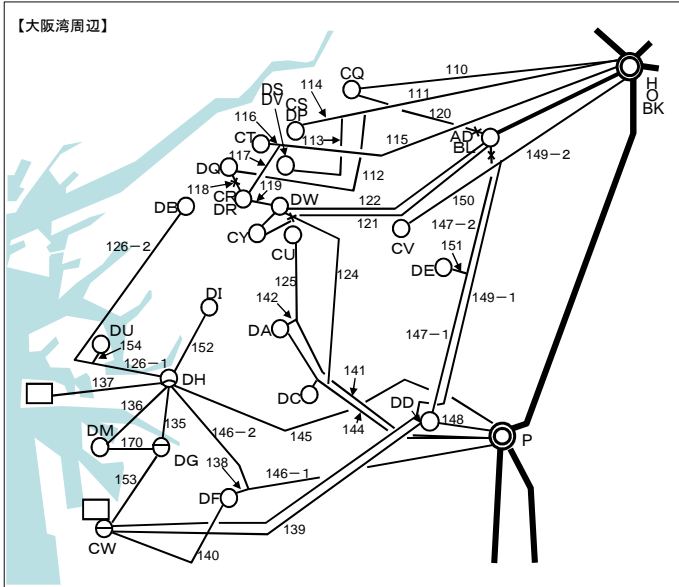 【大阪湾周辺】
CQ
110
H
O
BK
DS
DV
114
CS
DP
111
116
120
AD
BL
CT
113
115
149-2
117
DQ
112
118
119
CR
DR
DW
122
150
DB
121
CY
CV
147-2
CU
151
126-2
124
DE
125
142
149-1
DI
DU
DA
154
152
147-1
126-1
DH
141
137
DC
DD
136
144
148
135
145
P
DM
146-2
170
138
DG
146-1
153
DF
139
CW
140